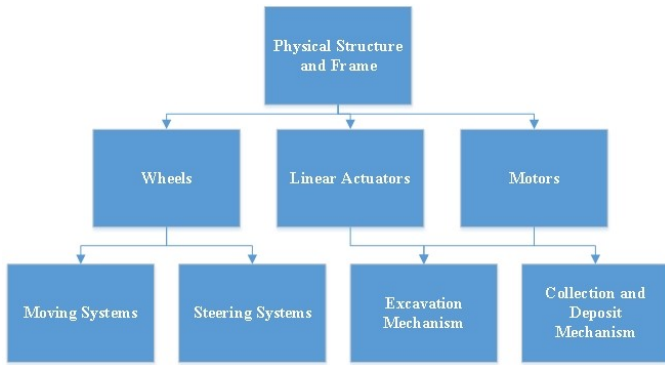 Physical Structure
and Frame
Wheels
Linear Actuators
Motors
Moving Systems
Steering Systems
Excavation
Mechanism
Collection and
Deposit
Mechanism